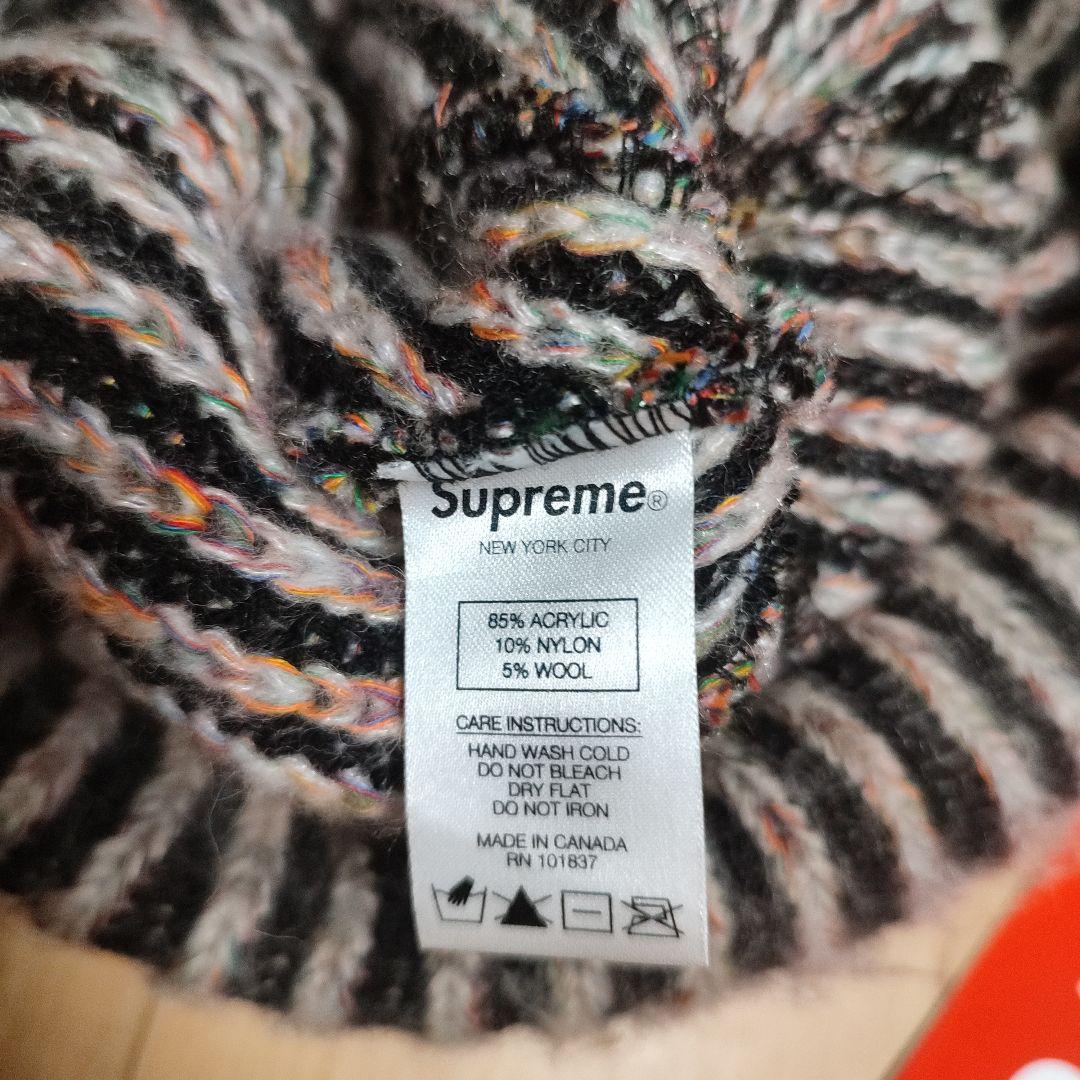 Supreme®
NEW YORK CITY
85% ACRYLIC
10% NYLON
5% WOOL
CARE INSTRUCTIONS:
HAND WASH COLD
DO NOT BLEACH
DRY FLAT
DO NOT IRON
MADE IN CANADA
RN 101837